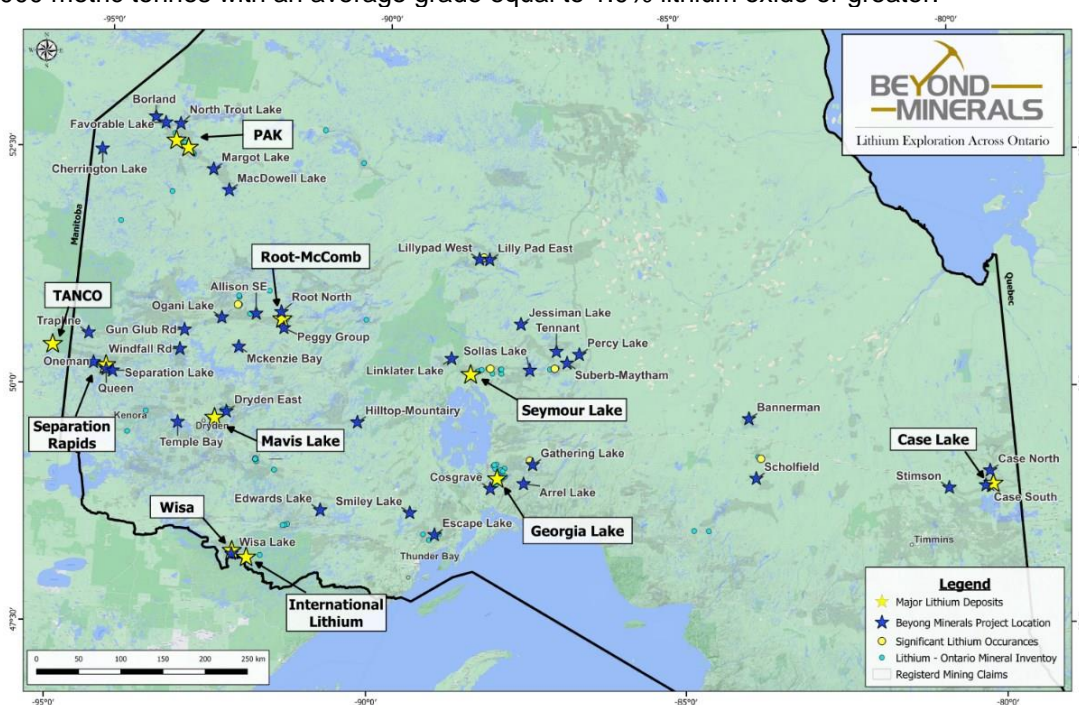 000 metric tonnes with an average grade equal to 1.0% lithium oxide or greater.
-95°0'
-90°0'
-85°0'
-80°0'
N
BEYOND
MINERALS
Lithium Exploration Across Ontario
Borland
North Trout Lake
Favorable Lake
PAK
52°30'
Cherrington Lake
Margot Lake
MacDowell Lake
Manitoba
Lillypad West
Lilly Pad East
Root-McComb
Quebec
TANCO
Allison SE
Root North
Ogani Lake
Trapline
Gun Glub Rd
Peggy Group
Jessiman Lake
Tennant
Windfall Rd
Mckenzie Bay
Percy Lake
Oneman
Separation Lake
Linklater Lake
Sollas Lake
Suberb-Maytham
50°0'
Queen
Separation
Rapids
Kenora
Dryden East
Dryden
Temple Bay
Mavis Lake
Hilltop-Mountairy
Seymour Lake
Bannerman
Case Lake
Gathering Lake
Cosgrave
Scholfield
Case North
Stimson
Case South
Arrel Lake
Wisa
Edwards Lake
Smiley Lake
Escape Lake
Georgia Lake
Wisa Lake
Thunder Bay
Timmins
International
Lithium
47°30'
Legend
Major Lithium Deposits
Beyong Minerals Project Location
Significant Lithium Occurances
Lithium - Ontario Mineral Inventoy
Registerd Mining Claims
0 50 100 150 200 250 km
-95°0'
-90°0'
-85°0'
-80°0'